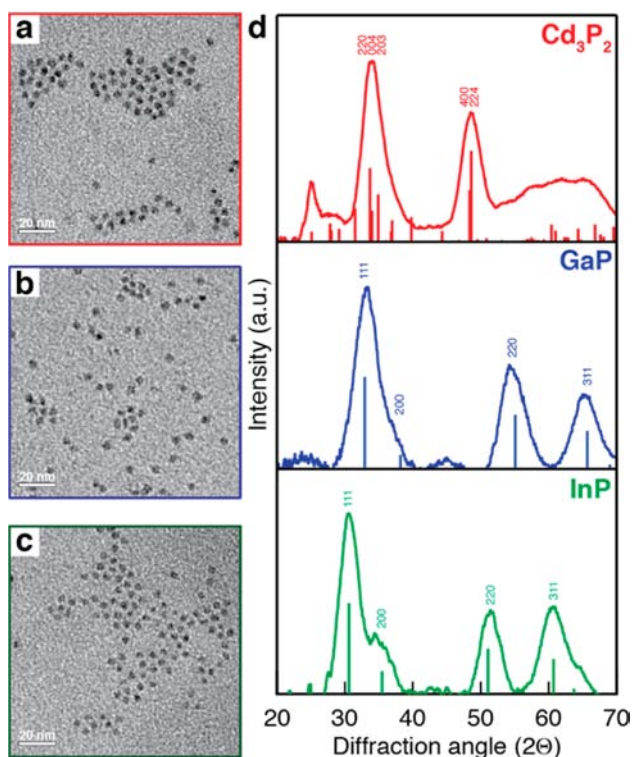 a
20 nm
b
20 nm
c
20 nm
d
Cd₃P₂
220
004
203
400
224
GaP
111
200
220
311
InP
111
200
220
311
Intensity (a.u.)
20 30 40 50 60 70
Diffraction angle (2Θ)